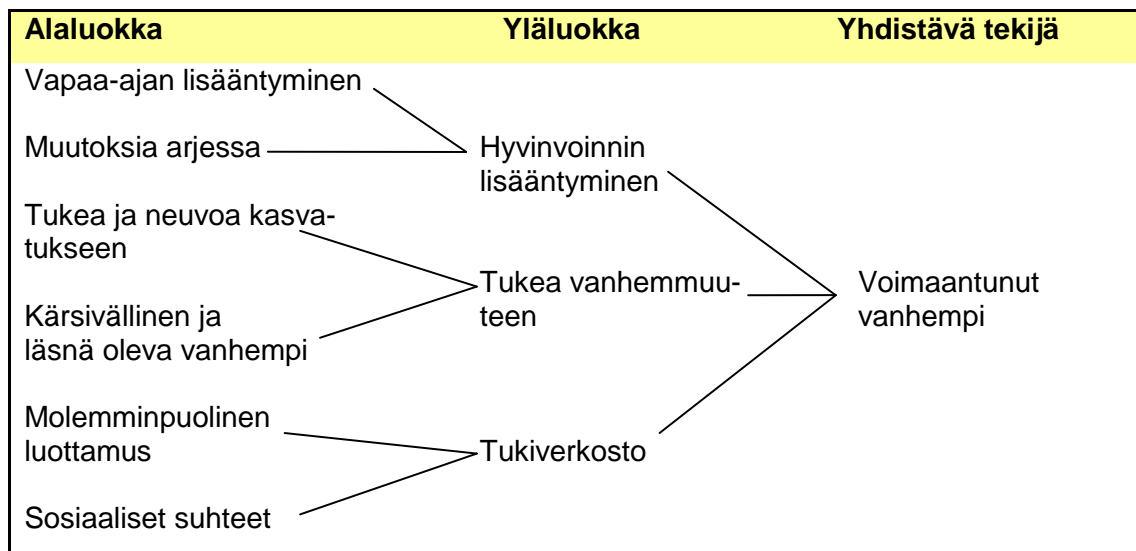 Alaluokka Yläluokka Yhdistävä tekijä
Vapaa-ajan lisääntyminen
Muutoksia arjessa
Hyvinvoinnin
lisääntyminen
Tukea ja neuvoa kasva-
tukseen
Tukea vanhemmuu-
teen
Voimaantunut
vanhempi
Kärsivällinen ja
läsnä oleva vanhempi
Molemminpuolinen
luottamus
Tukiverkosto
Sosiaaliset suhteet